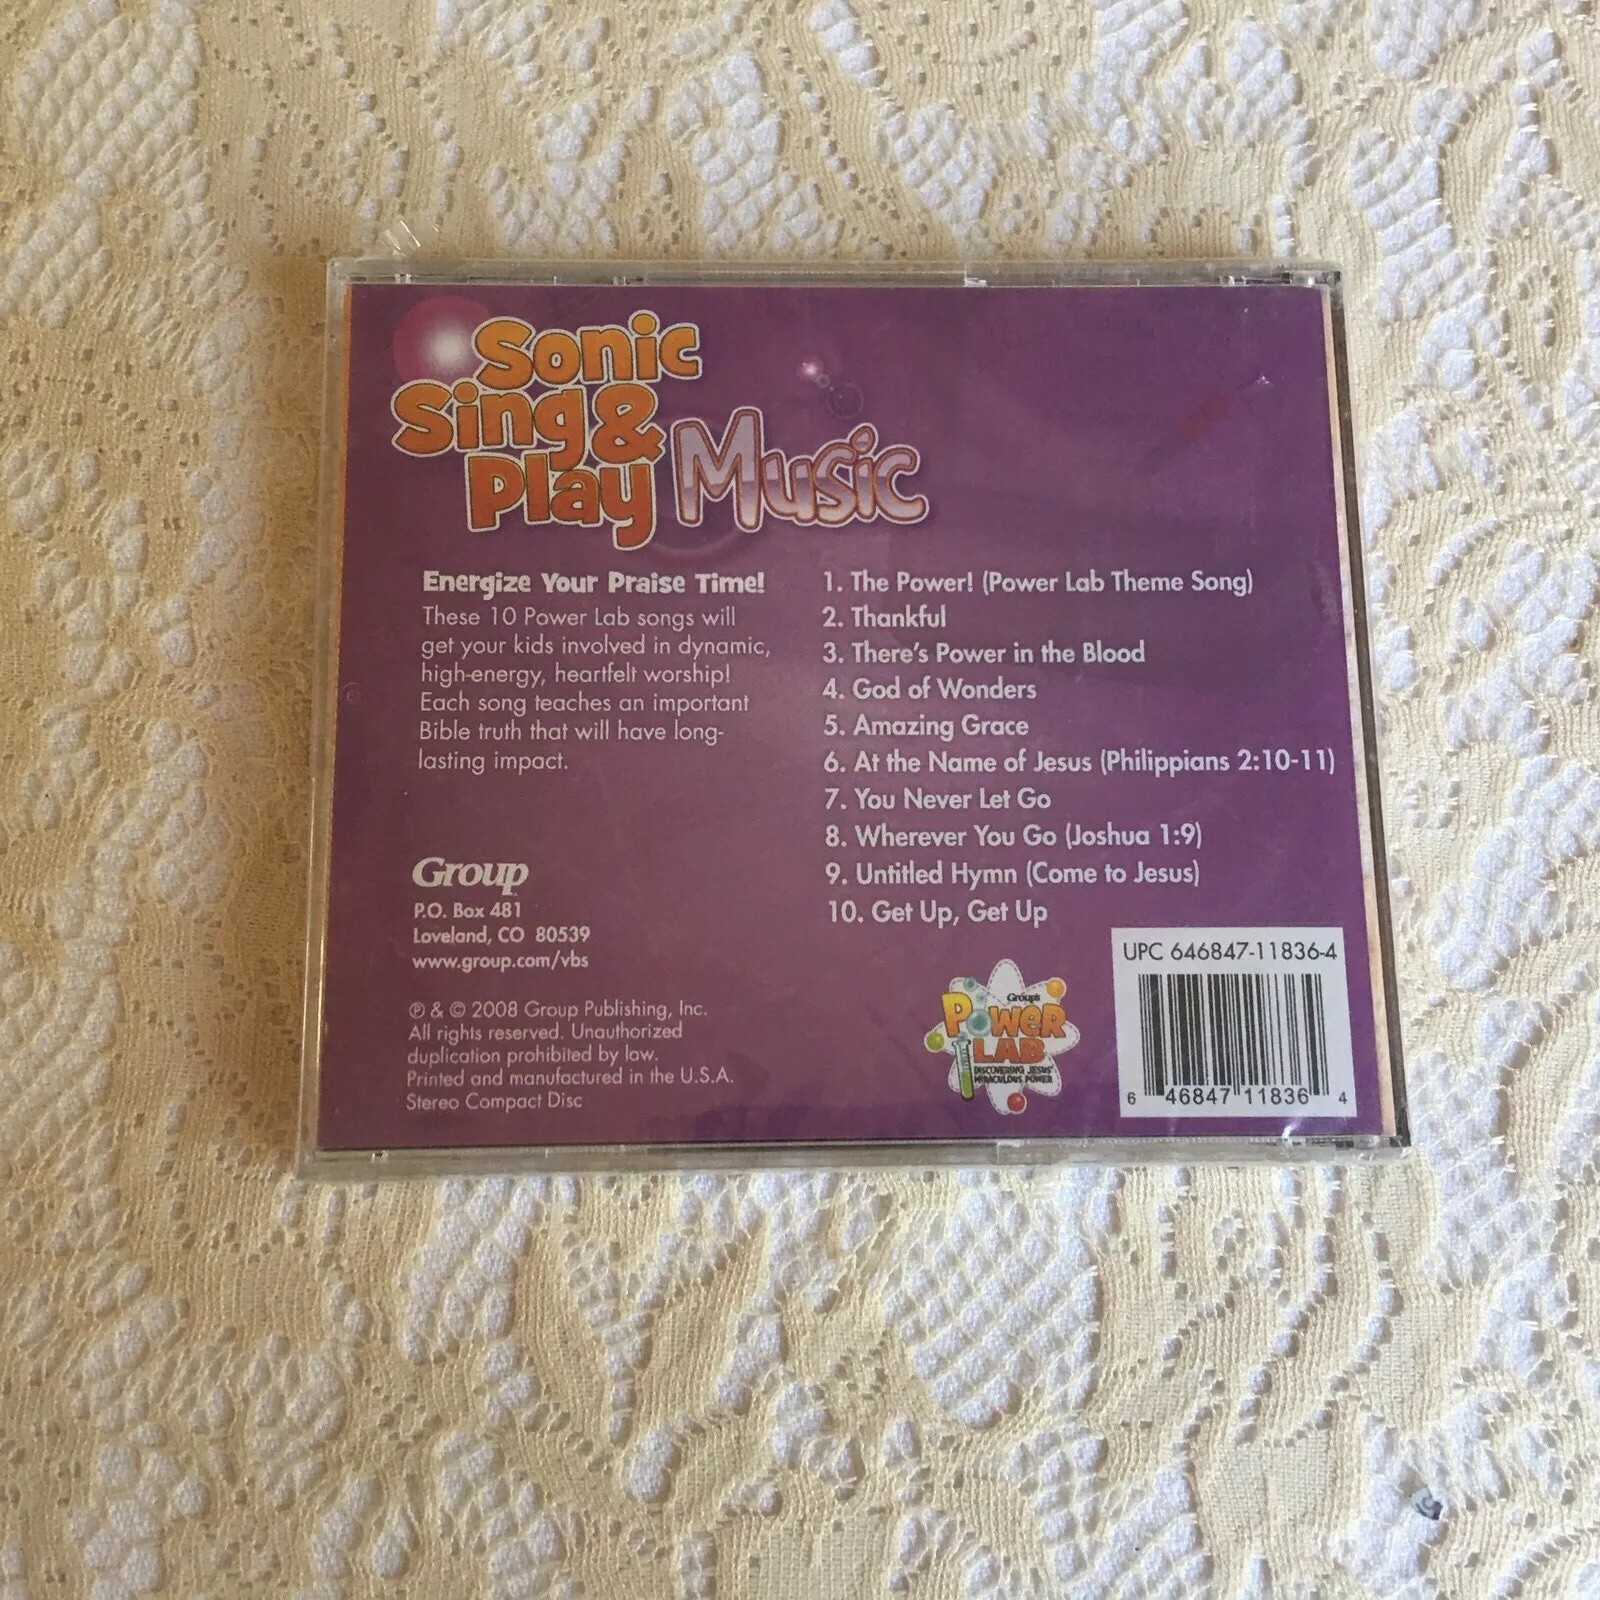 Sonic
Sing &
Play Music
Energize Your Praise Time!
These 10 Power Lab songs will
get your kids involved in dynamic,
high-energy, heartfelt worship!
Each song teaches an important
Bible truth that will have long-
lasting impact.
1. The Power! (Power Lab Theme Song)
2. Thankful
3. There's Power in the Blood
4. God of Wonders
5. Amazing Grace
6. At the Name of Jesus (Philippians 2:10-11)
7. You Never Let Go
8. Wherever You Go (Joshua 1:9)
9. Untitled Hymn (Come to Jesus)
10. Get Up, Get Up
Group
P.O. Box 481
Loveland, CO 80539
www.group.com/vbs
℗ & © 2008 Group Publishing, Inc.
All rights reserved. Unauthorized
duplication prohibited by law.
Printed and manufactured in the U.S.A.
Stereo Compact Disc
Group's
POWER
LAB
DISCOVERING JESUS'
MIRACULOUS POWER
UPC 646847-11836-4
6 46847 11836 4